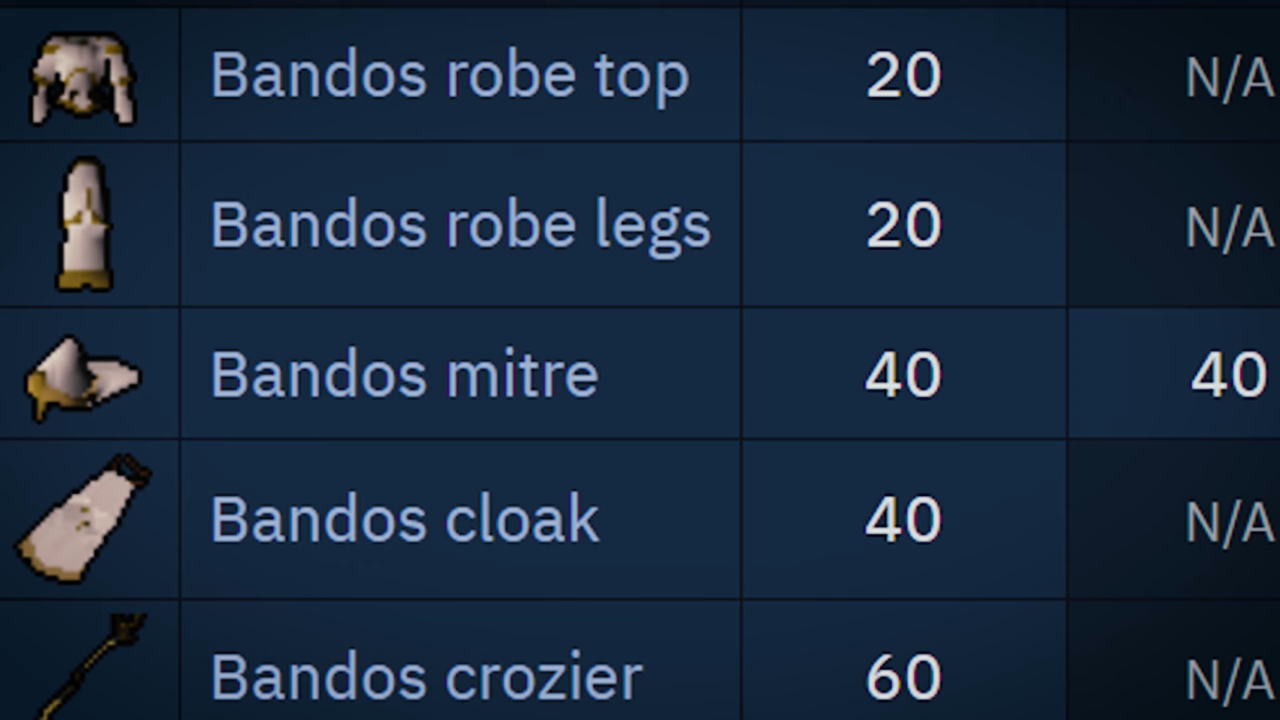 Bandos robe top 20 N/A
Bandos robe legs 20 N/A
Bandos mitre 40 40
Bandos cloak 40 N/A
Bandos crozier 60 N/A